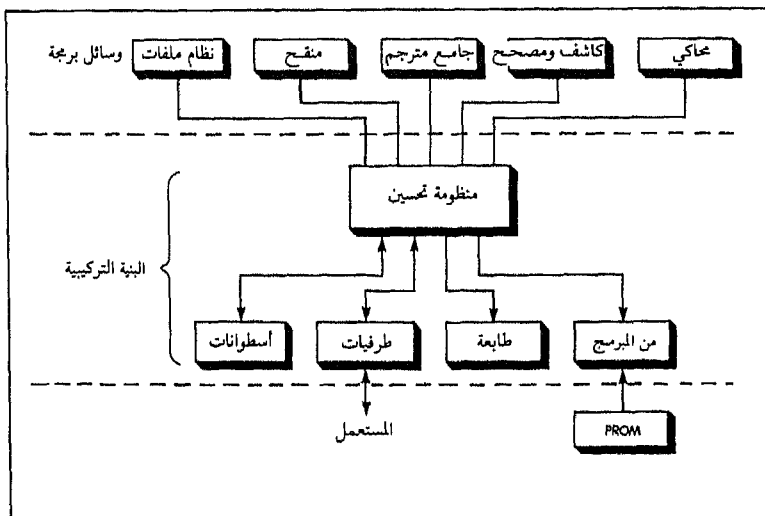 وسائل برمجة
نظام ملفات
منقح
جامع مترجم
كاشف ومصحح
محاكي
منظومة تحسين
البنية التركيبية
أسطوانات
طرفيات
طابعة
من المبرمج
المستعمل
PROM